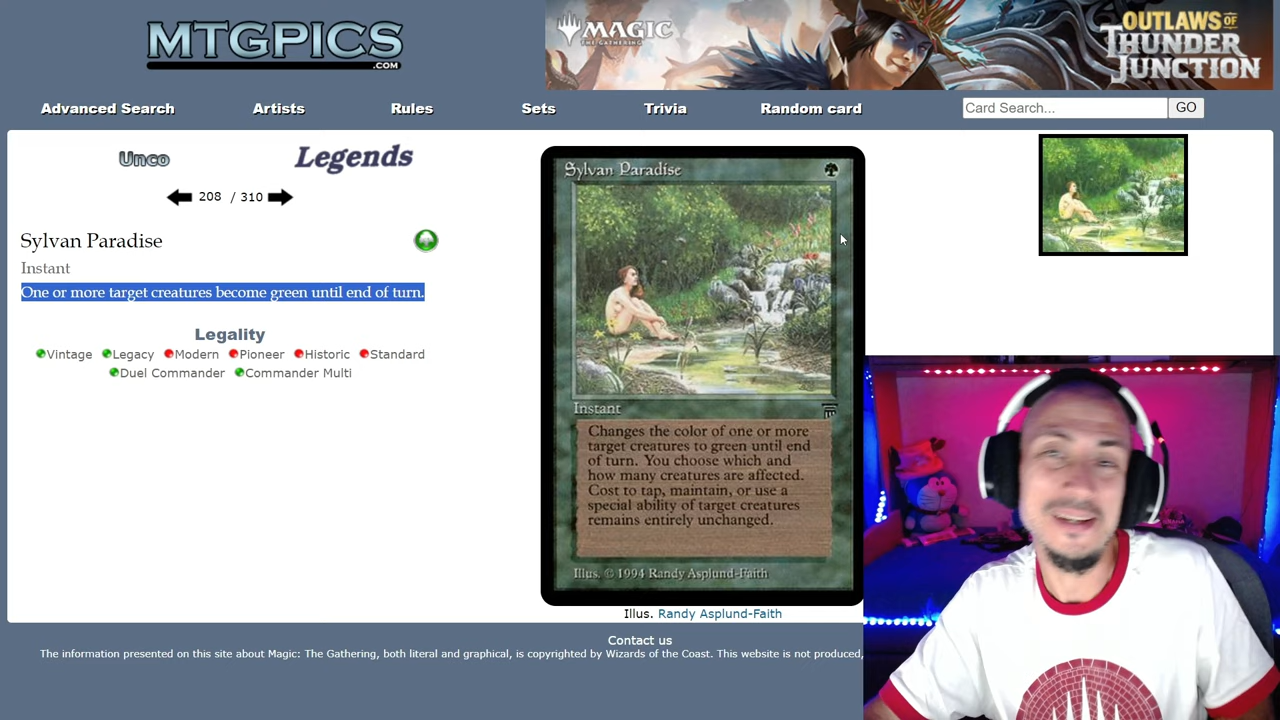 MTGPICS
.COM
MAGIC
THE GATHERING
OUTLAWS OF
THUNDER
JUNCTION
Advanced Search
Artists
Rules
Sets
Trivia
Random card
Card Search...
GO
Unco
Legends
208 / 310
Sylvan Paradise
Instant
One or more target creatures become green until end of turn.
Legality
Vintage Legacy Modern Pioneer Historic Standard
Duel Commander Commander Multi
Sylvan Paradise
Instant
Changes the color of one or more
target creatures to green until end
of turn. You choose which and
how many creatures are affected.
Cost to tap, maintain, or use a
special ability of target creatures
remains entirely unchanged.
Illus. © 1994 Randy Asplund-Faith
Illus. Randy Asplund-Faith
Contact us
The information presented on this site about Magic: The Gathering, both literal and graphical, is copyrighted by Wizards of the Coast. This website is not produced,